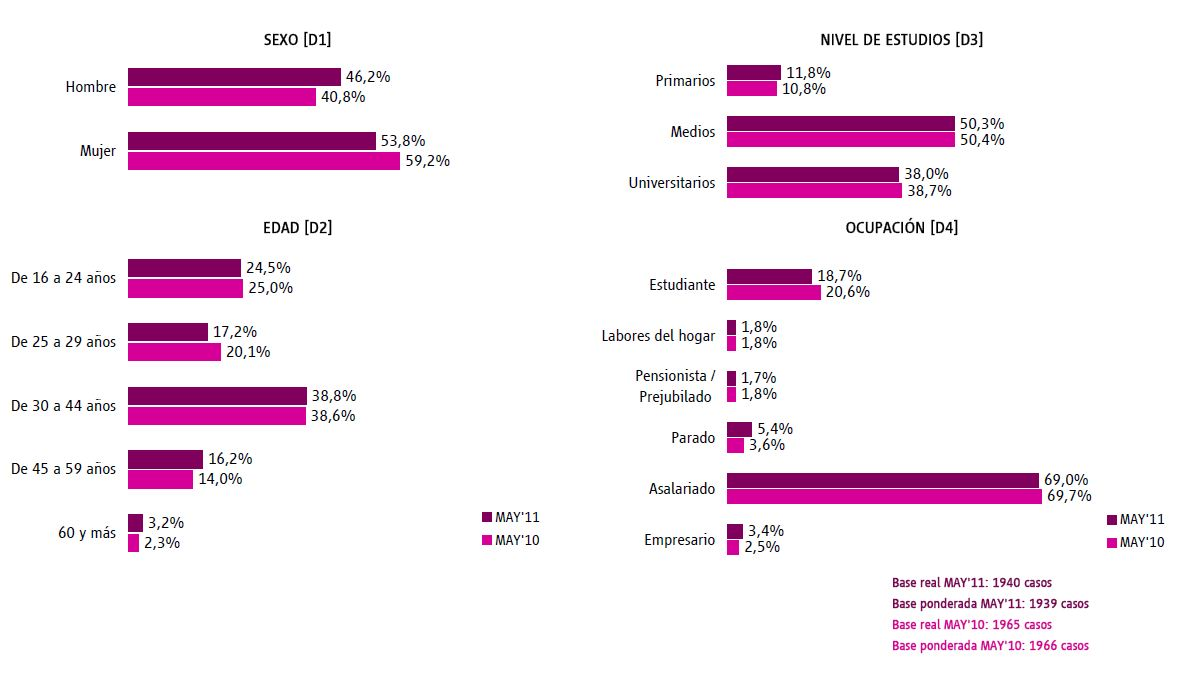 SEXO [D1]
Hombre
46,2%
40,8%
Mujer
53,8%
59,2%
EDAD [D2]
De 16 a 24 años
24,5%
25,0%
De 25 a 29 años
17,2%
20,1%
De 30 a 44 años
38,8%
38,6%
De 45 a 59 años
16,2%
14,0%
60 y más
3,2%
2,3%
MAY'11
MAY'10
NIVEL DE ESTUDIOS [D3]
Primarios
11,8%
10,8%
Medios
50,3%
50,4%
Universitarios
38,0%
38,7%
OCUPACIÓN [D4]
Estudiante
18,7%
20,6%
Labores del hogar
1,8%
1,8%
Pensionista /
Prejubilado
1,7%
1,8%
Parado
5,4%
3,6%
Asalariado
69,0%
69,7%
Empresario
3,4%
2,5%
MAY'11
MAY'10
Base real MAY'11: 1940 casos
Base ponderada MAY'11: 1939 casos
Base real MAY'10: 1965 casos
Base ponderada MAY'10: 1966 casos